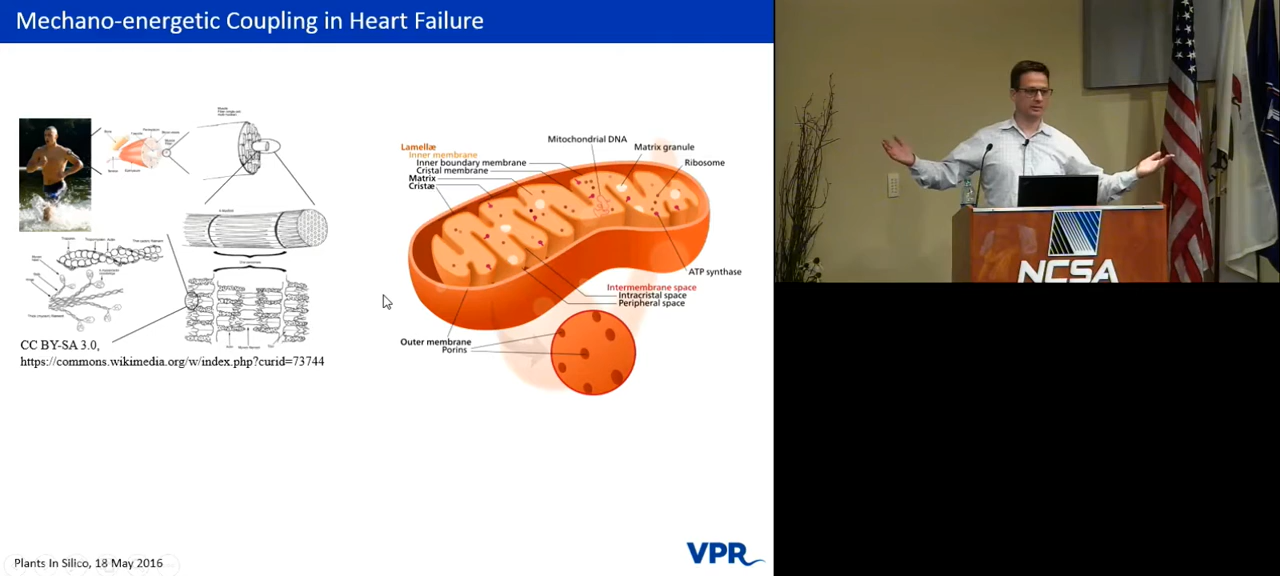 Mechano-energetic Coupling in Heart Failure
Lamellæ
Inner membrane
Inner boundary membrane
Cristal membrane
Matrix
Cristæ
Mitochondrial DNA
Matrix granule
Ribosome
ATP synthase
Intermembrane space
Intracristal space
Peripheral space
Outer membrane
Porins
CC BY-SA 3.0,
https://commons.wikimedia.org/w/index.php?curid=73744
Plants In Silico, 18 May 2016
VPR
NCSA